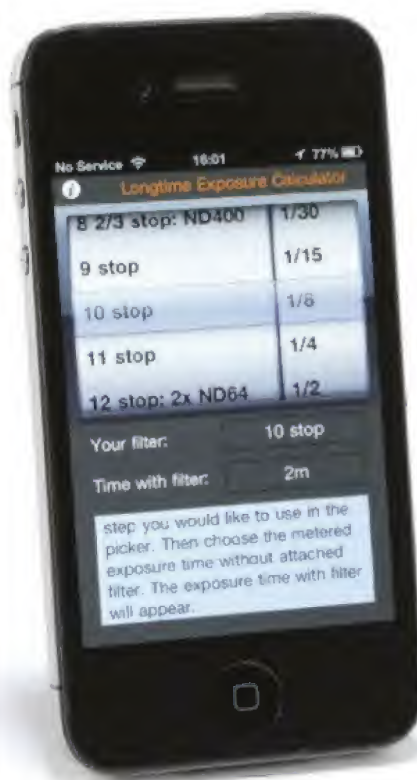 No Service 16:01 77%
i Longtime Exposure Calculator
8 2/3 stop: ND400 1/30
9 stop 1/15
10 stop 1/8
11 stop 1/4
12 stop: 2x ND64 1/2
Your filter: 10 stop
Time with filter: 2m
step you would like to use in the
picker. Then choose the metered
exposure time without attached
filter. The exposure time with filter
will appear.